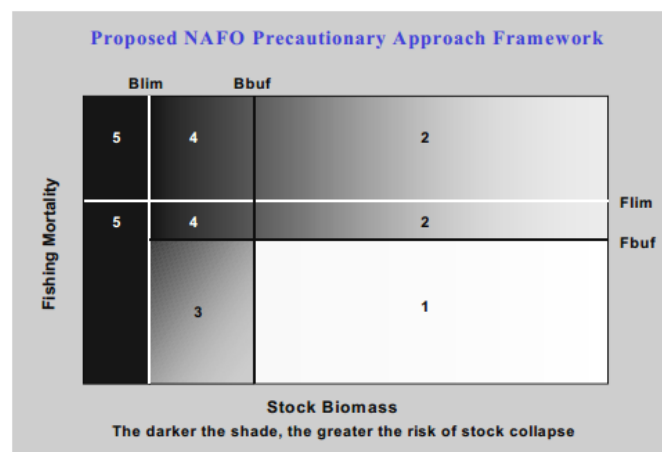 Proposed NAFO Precautionary Approach Framework
Blim Bbuf
5 4 2
Flim
5 4 2
Fbuf
Fishing Mortality
3 1
Stock Biomass
The darker the shade, the greater the risk of stock collapse